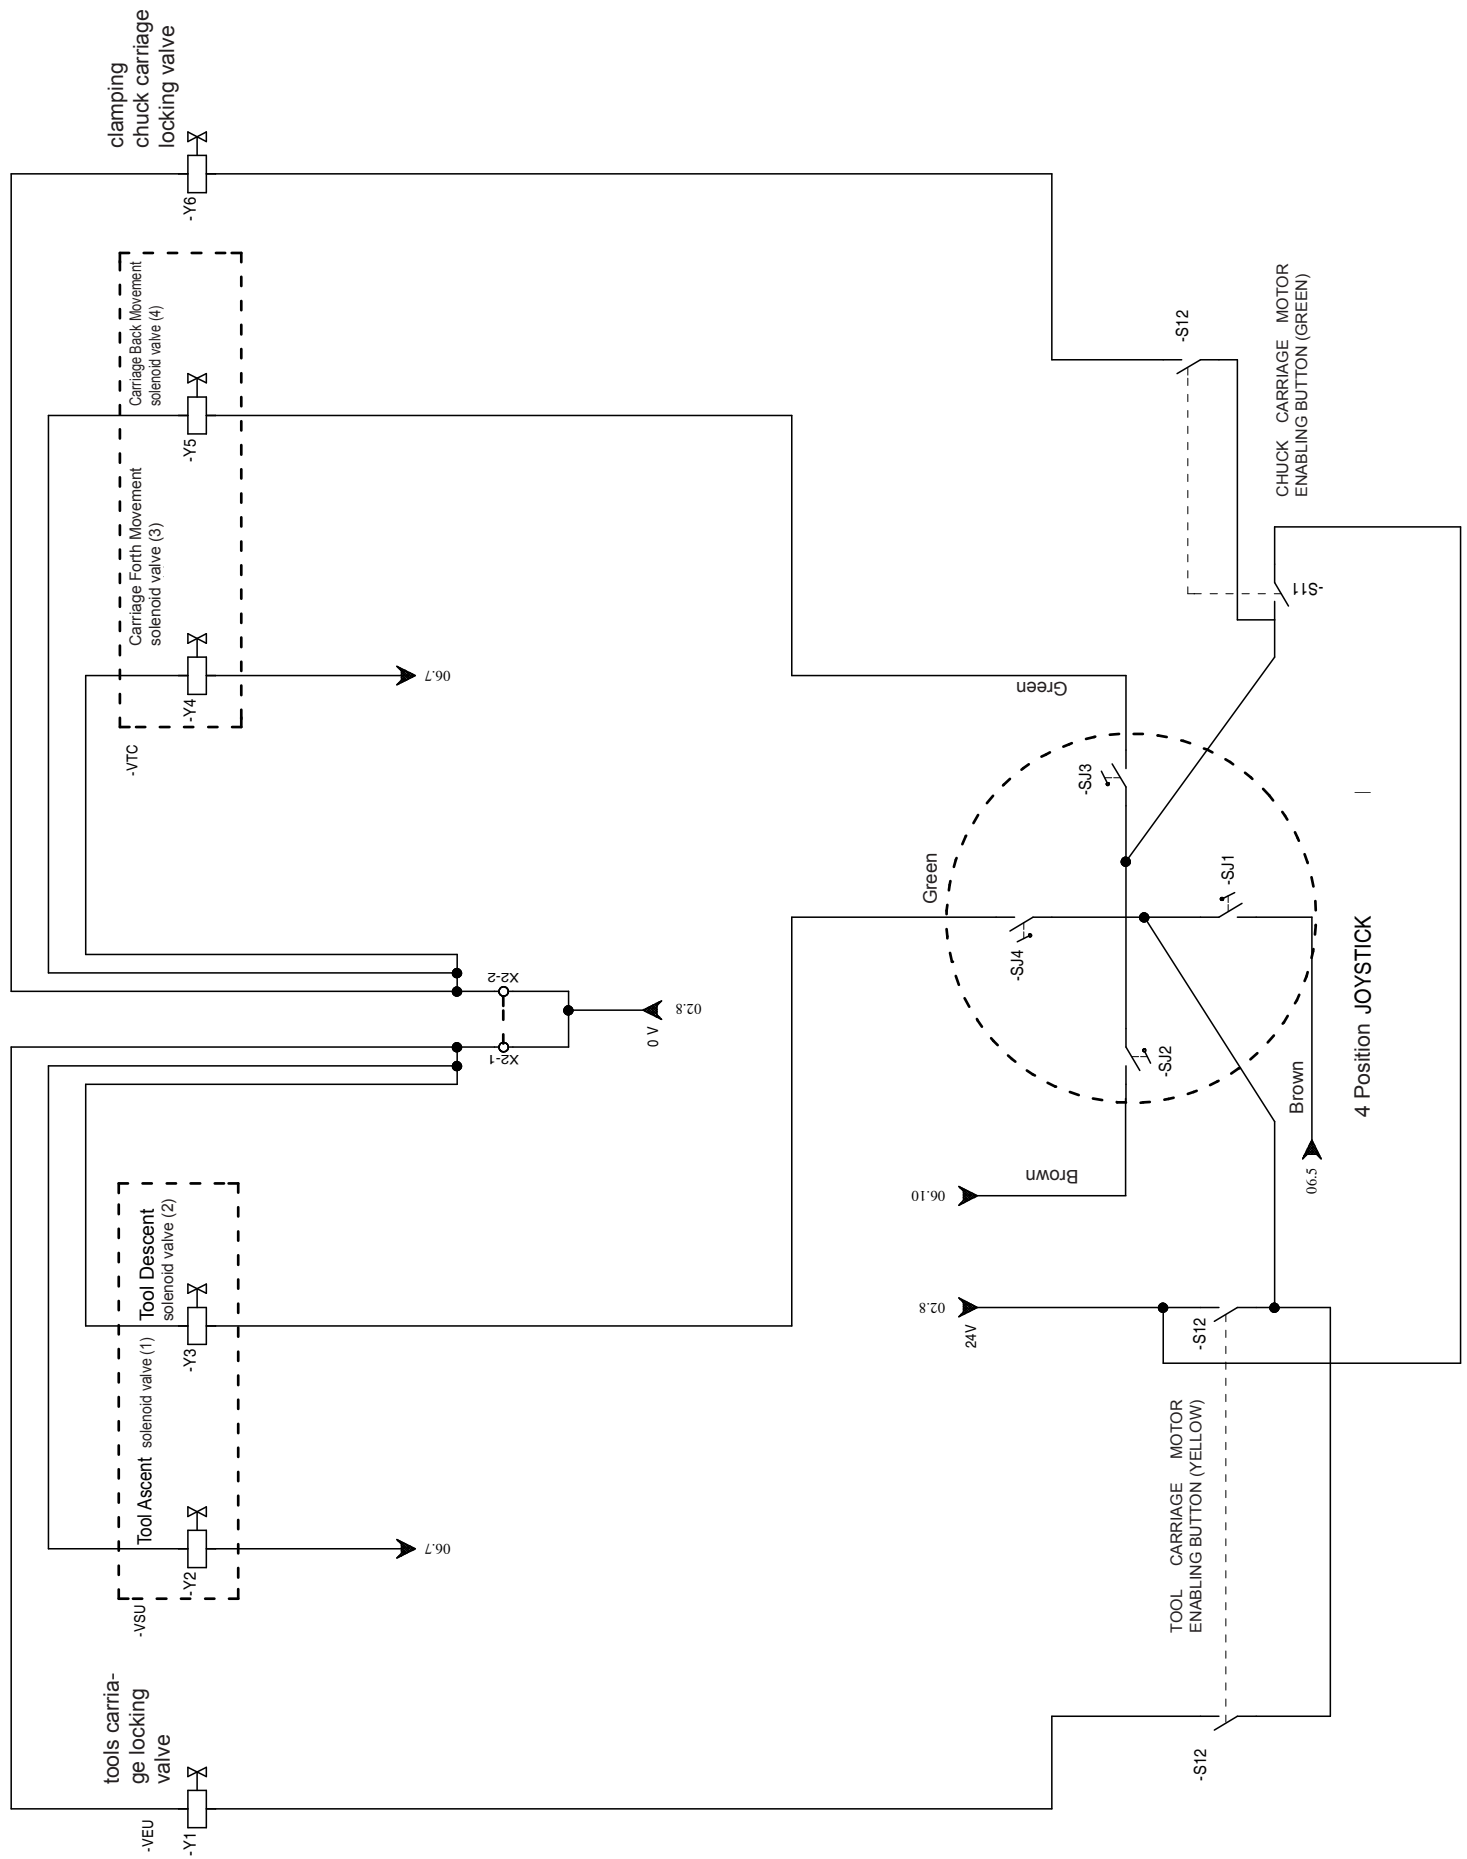 tools carria-
ge locking
valve
-VEU
-Y1
-VSU
Tool Ascent solenoid valve (1)
-Y2
06.7
Tool Descent
solenoid valve (2)
-Y3
X2-1
X2-2
0 V
02.8
-VTC
Carriage Forth Movement
solenoid valve (3)
-Y4
06.7
Carriage Back Movement
solenoid valve (4)
-Y5
clamping
chuck carriage
locking valve
-Y6
-S12
TOOL CARRIAGE MOTOR
ENABLING BUTTON (YELLOW)
-S12
24V
02.8
06.10
Brown
-SJ2
Green
-SJ4
Green
-SJ3
-SJ1
Brown
06.5
4 Position JOYSTICK
-S11
-S12
CHUCK CARRIAGE MOTOR
ENABLING BUTTON (GREEN)